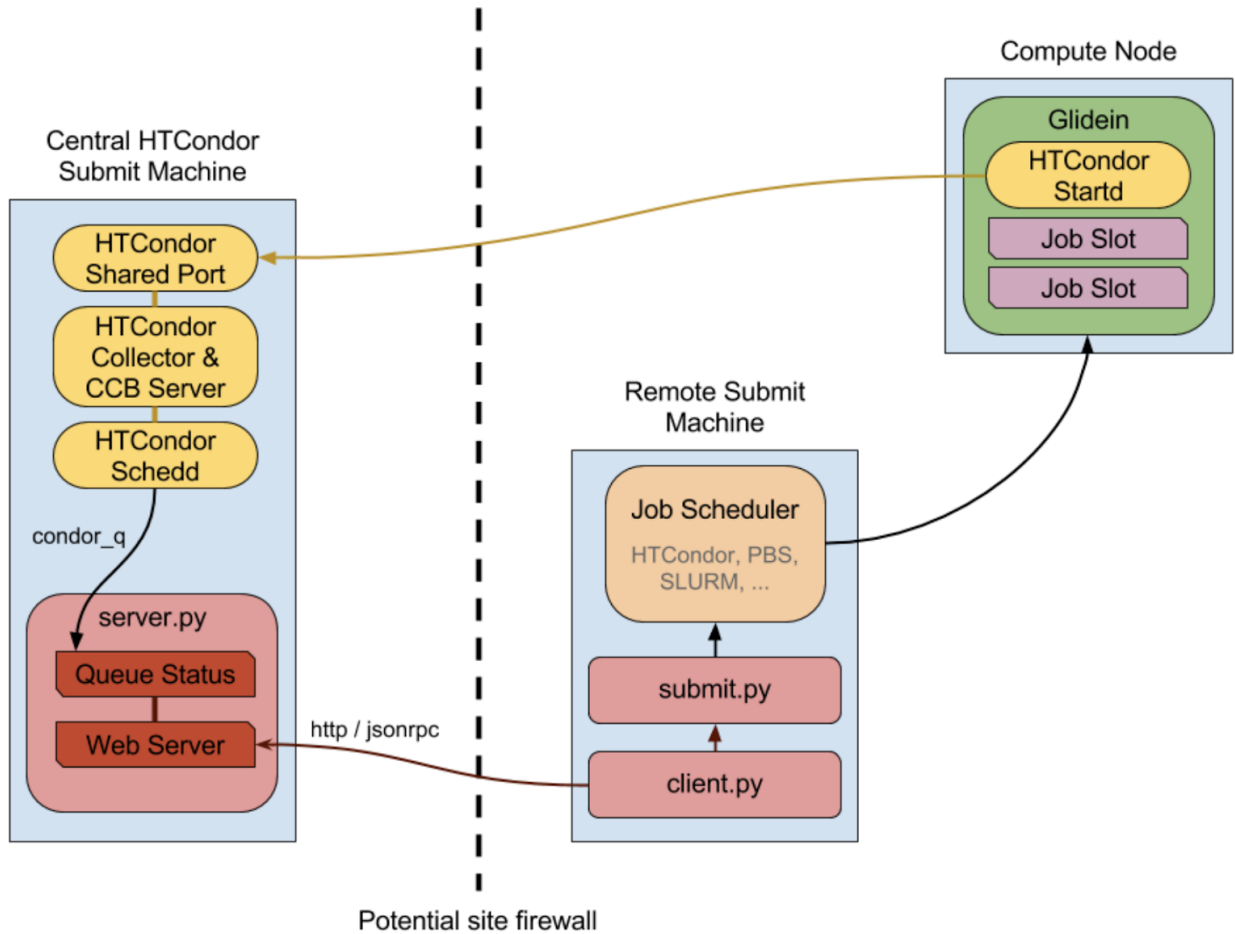 Compute Node
Glidein
HTCondor
Startd
Job Slot
Job Slot
Central HTCondor
Submit Machine
HTCondor
Shared Port
HTCondor
Collector &
CCB Server
HTCondor
Schedd
condor_q
server.py
Queue Status
Web Server
http / jsonrpc
Remote Submit
Machine
Job Scheduler
HTCondor, PBS,
SLURM, ...
submit.py
client.py
Potential site firewall